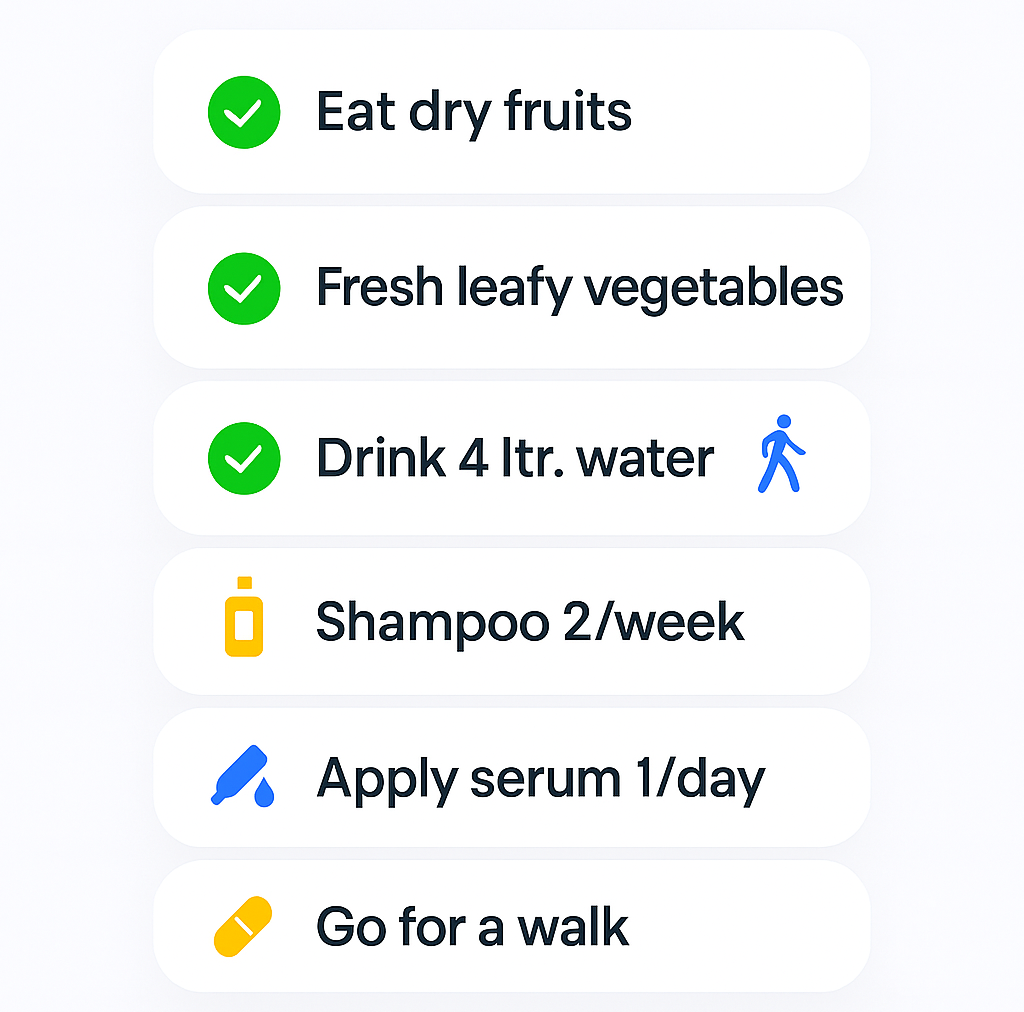 Eat dry fruits
Fresh leafy vegetables
Drink 4 ltr. water
Shampoo 2/week
Apply serum 1/day
Go for a walk